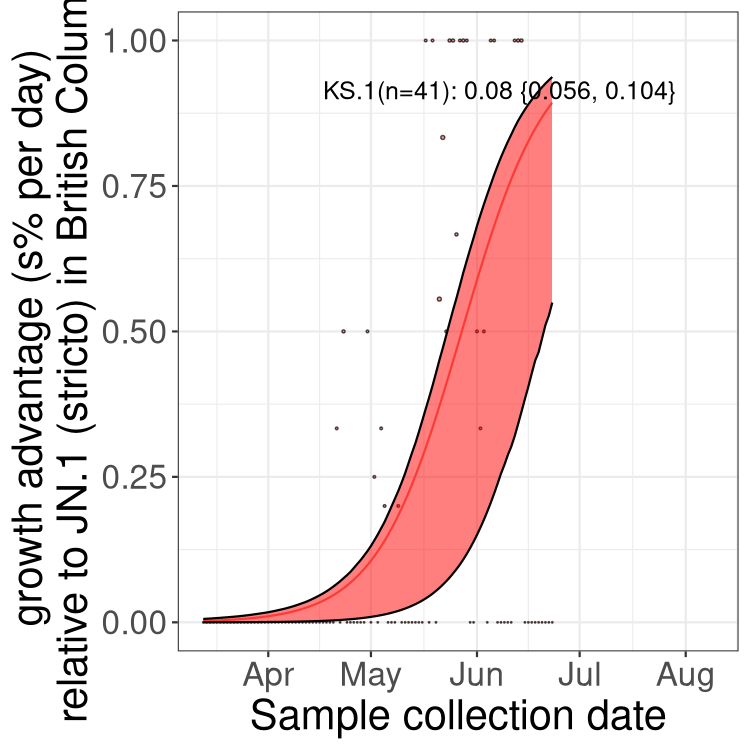 growth advantage (s% per day)
relative to JN.1 (stricto) in British Colum
1.00
0.75
0.50
0.25
0.00
KS.1(n=41): 0.08 {0.056, 0.104}
Apr May Jun Jul Aug
Sample collection date